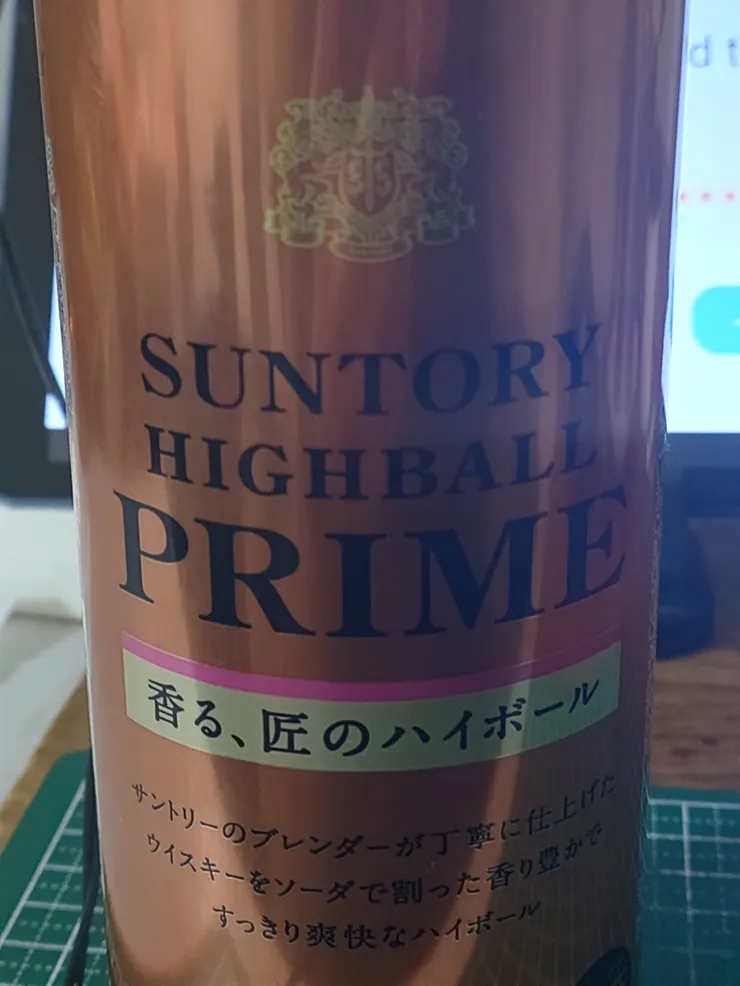 SUNTORY
HIGHBALL
PRIME
香る、匠のハイボール
サントリーのブレンダーが丁寧に仕上げた
ウイスキーをソーダで割った香り豊かで
すっきり爽快なハイボール